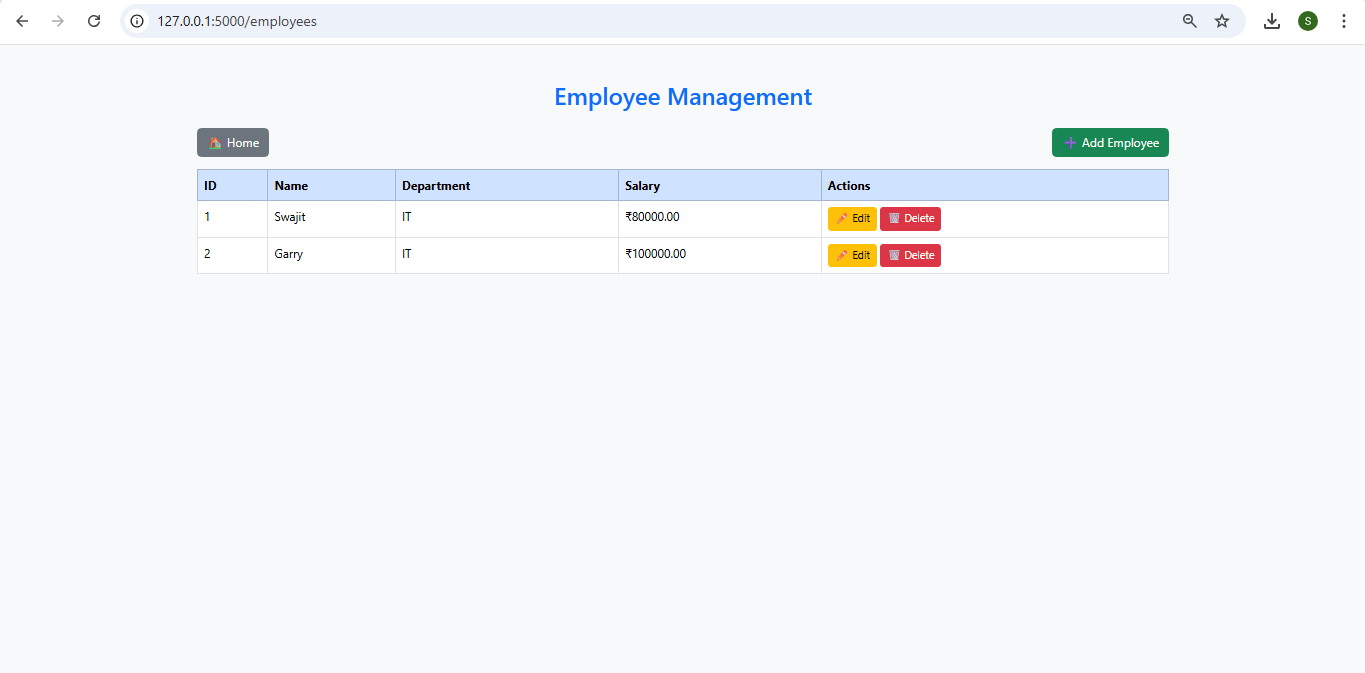 127.0.0.1:5000/employees
S
Employee Management
Home
Add Employee
ID Name Department Salary Actions
1 Swajit IT ₹80000.00 Edit Delete
2 Garry IT ₹100000.00 Edit Delete